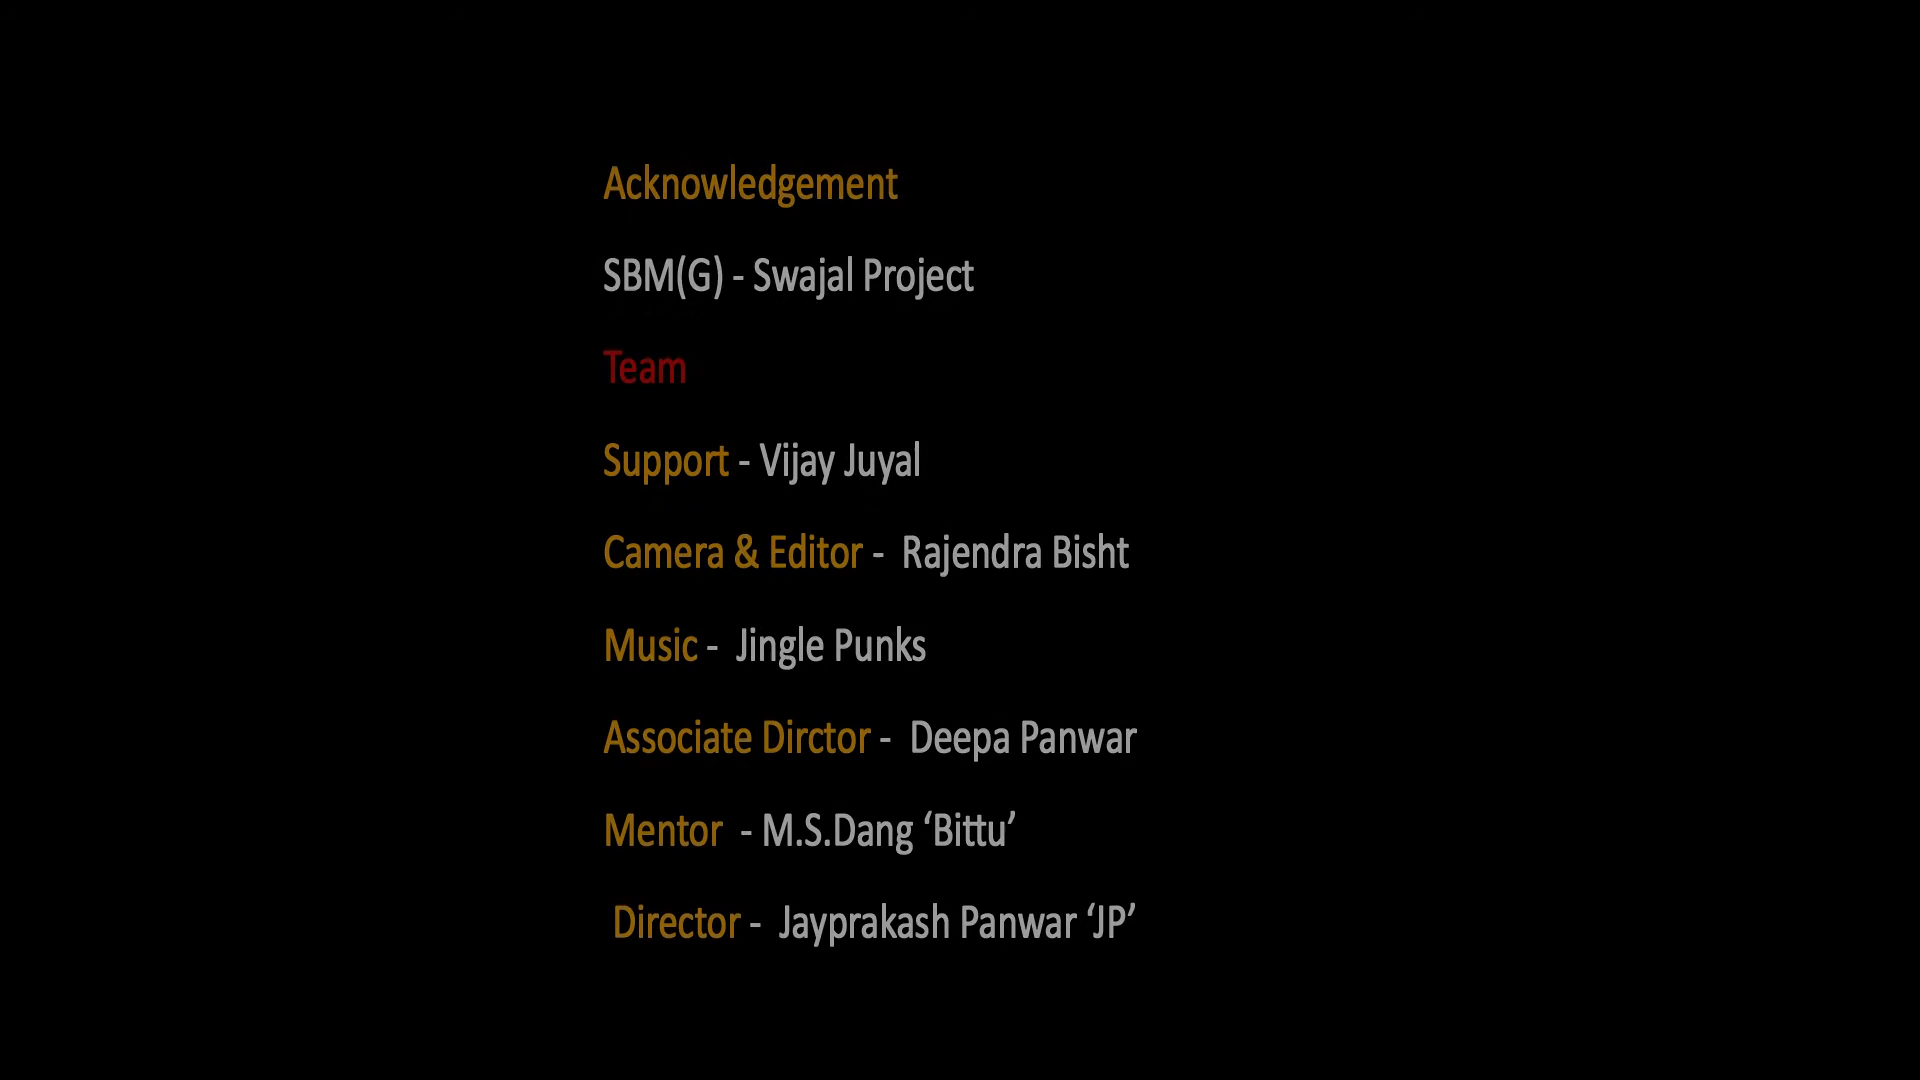 Acknowledgement
SBM(G) - Swajal Project
Team
Support - Vijay Juyal
Camera & Editor -  Rajendra Bisht
Music -  Jingle Punks
Associate Dirctor -  Deepa Panwar
Mentor  - M.S.Dang ‘Bittu’
Director -  Jayprakash Panwar ‘JP’